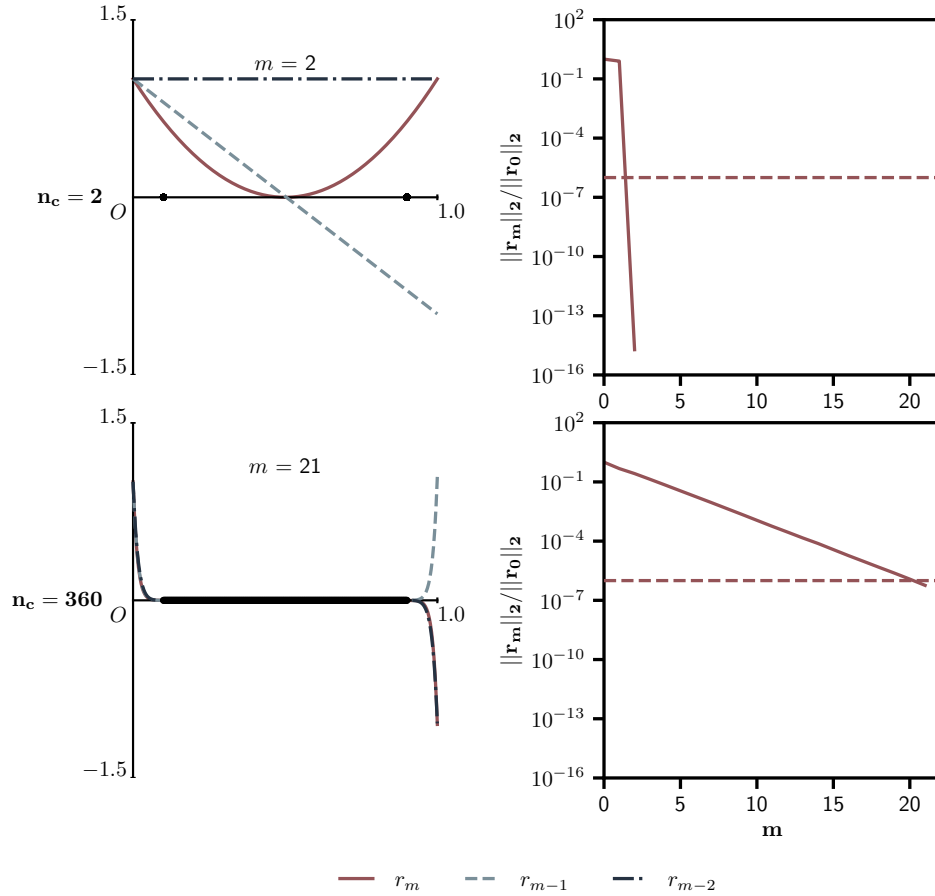 1.5
m = 2
n_c = 2
O
1.0
−1.5
10^2
10^−1
10^−4
10^−7
10^−10
10^−13
10^−16
||r_m||_2/||r_0||_2
0 5 10 15 20
1.5
m = 21
n_c = 360
O
1.0
−1.5
10^2
10^−1
10^−4
10^−7
10^−10
10^−13
10^−16
||r_m||_2/||r_0||_2
0 5 10 15 20
m
r_m r_{m−1} r_{m−2}